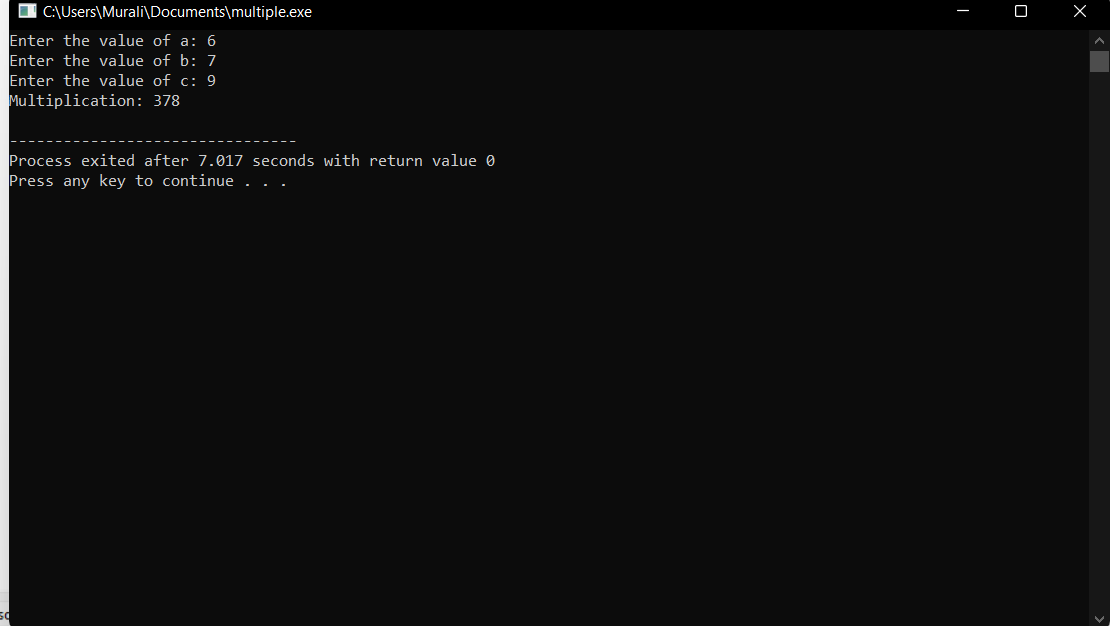 C:\Users\Murali\Documents\multiple.exe
Enter the value of a: 6
Enter the value of b: 7
Enter the value of c: 9
Multiplication: 378
--------------------------------
Process exited after 7.017 seconds with return value 0
Press any key to continue . . .